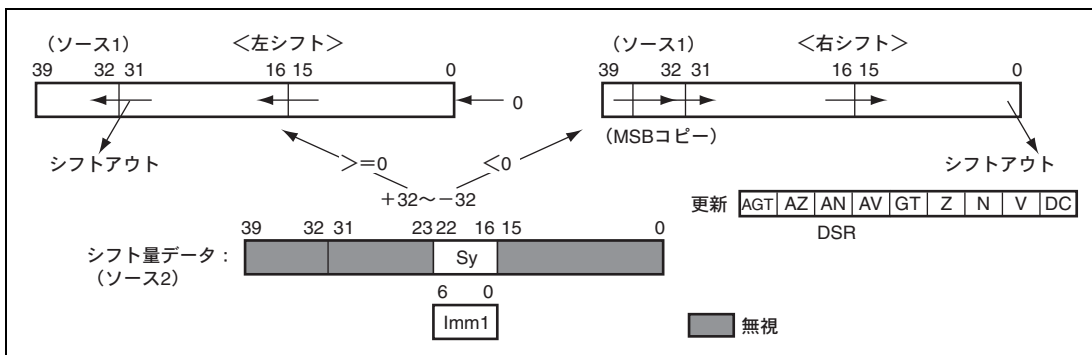 （ソース1） ＜左シフト＞
39 32 31 16 15 0
0
シフトアウト
（ソース1） ＜右シフト＞
39 32 31 16 15 0
（MSBコピー）
シフトアウト
＞=0 ＜0
＋32〜−32
更新 AGT AZ AN AV GT Z N V DC
DSR
39 32 31 23 22 16 15 0
シフト量データ： Sy
（ソース2）
6 0
Imm1
無視